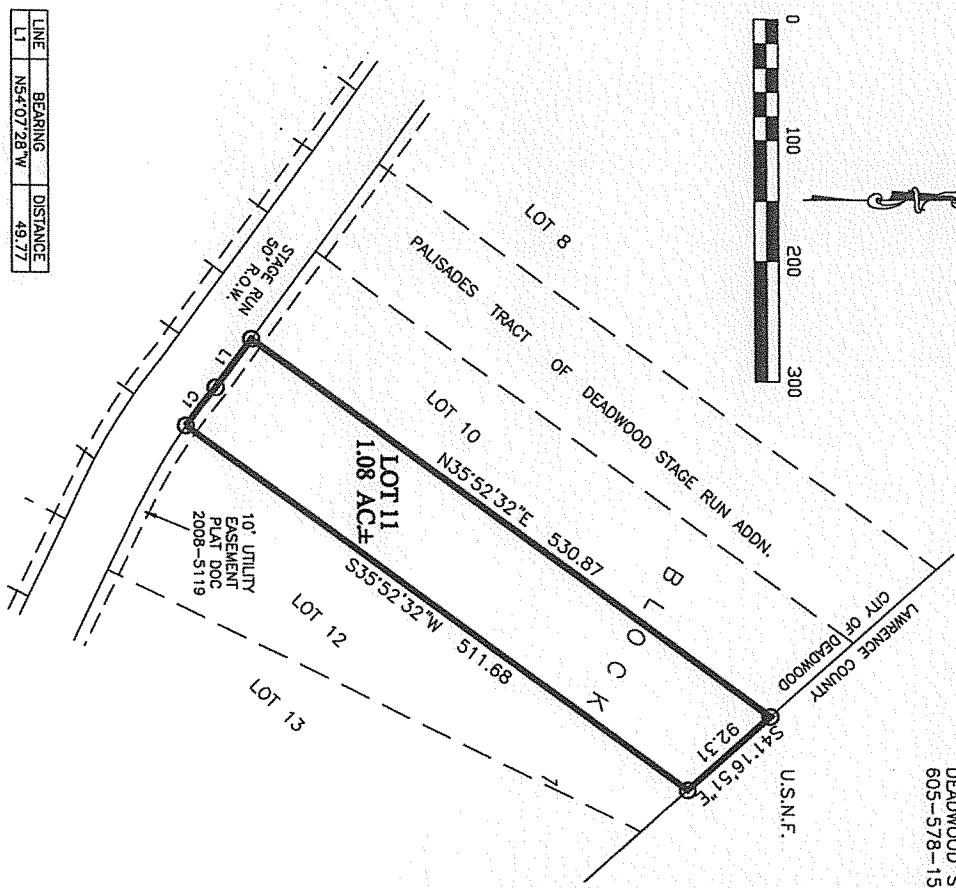 0 100 200 300
DEADWOOD S
605-578-15
U.S.N.F.
LAWRENCE COUNTY
CITY OF DEADWOOD
S41°16'51"E
92.31
LOT 8
PALISADES TRACT OF DEADWOOD STAGE RUN ADDN.
LOT 10
N35°52'32"E 530.87
BLOCK
LOT 11
1.08 AC±
S35°52'32"W 511.68
LOT 12
LOT 13
STAGE RUN
50' R.O.W.
L1
C1
10' UTILITY
EASEMENT
PLAT DOC
2008-5119
LINE BEARING DISTANCE
L1 N54°07'28"W 49.77